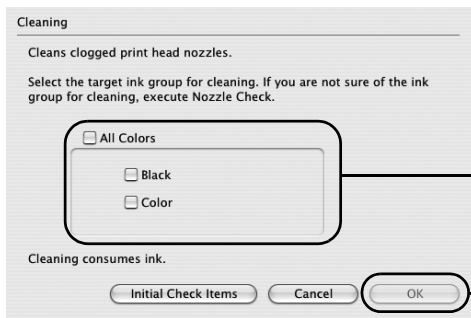 Cleaning
Cleans clogged print head nozzles.
Select the target ink group for cleaning. If you are not sure of the ink
group for cleaning, execute Nozzle Check.
All Colors
Black
Color
Cleaning consumes ink.
Initial Check Items
Cancel
OK